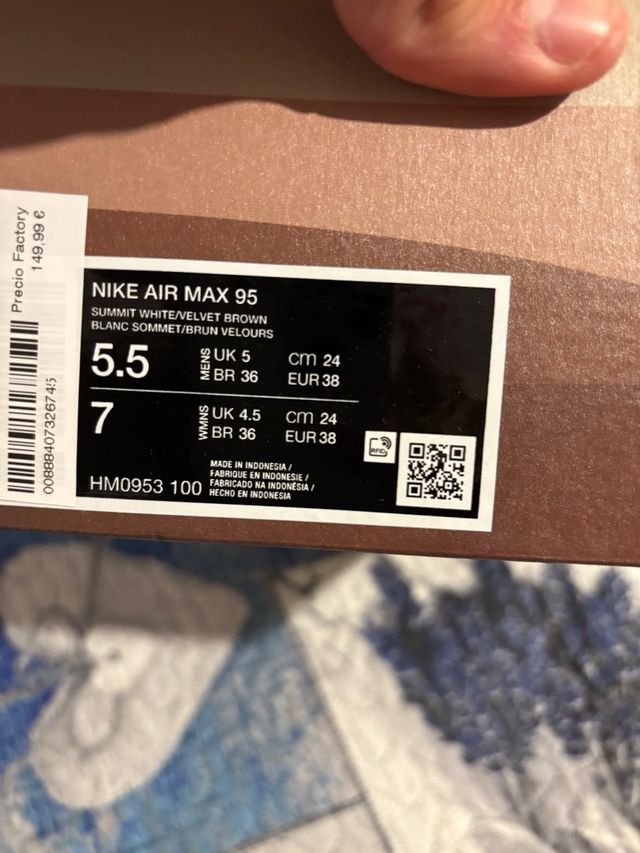 Precio Factory
149,99 €
00888407326745
NIKE AIR MAX 95
SUMMIT WHITE/VELVET BROWN
BLANC SOMMET/BRUN VELOURS
5.5
MENS
UK 5
cm 24
BR 36
EUR 38
7
WMNS
UK 4.5
cm 24
BR 36
EUR 38
RFID
HM0953 100
MADE IN INDONESIA /
FABRIQUE EN INDONESIE /
FABRICADO NA INDONÉSIA /
HECHO EN INDONESIA